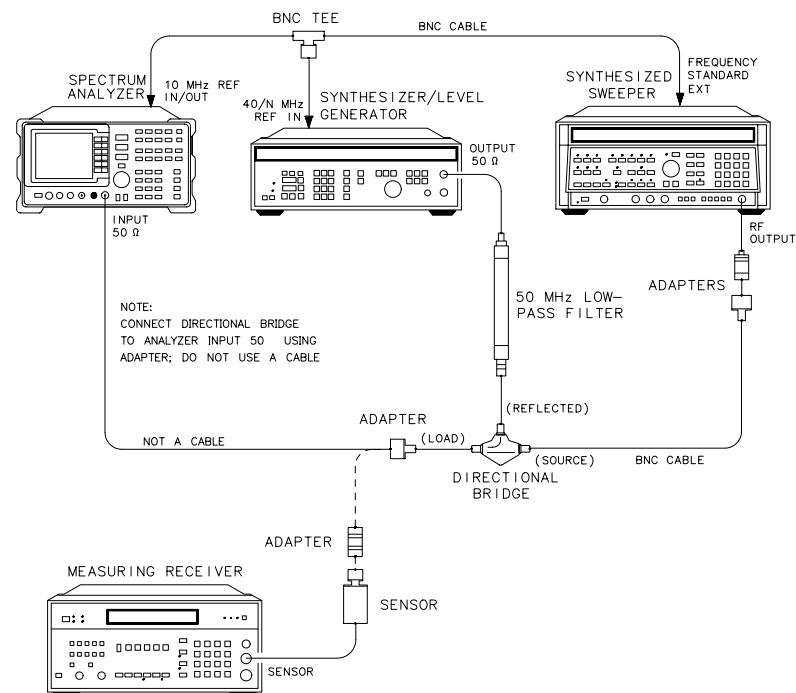 BNC TEE
BNC CABLE
SPECTRUM
ANALYZER
10 MHz REF
IN/OUT
40/N MHz
REF IN
SYNTHESIZER/LEVEL
GENERATOR
SYNTHESIZED
SWEEPER
FREQUENCY
STANDARD
EXT
OUTPUT
50 Ω
INPUT
50 Ω
RF
OUTPUT
ADAPTERS
50 MHz LOW-
PASS FILTER
NOTE:
CONNECT DIRECTIONAL BRIDGE
TO ANALYZER INPUT 50 USING
ADAPTER; DO NOT USE A CABLE
(REFLECTED)
ADAPTER
NOT A CABLE
(LOAD)
(SOURCE)
BNC CABLE
DIRECTIONAL
BRIDGE
ADAPTER
MEASURING RECEIVER
SENSOR
SENSOR